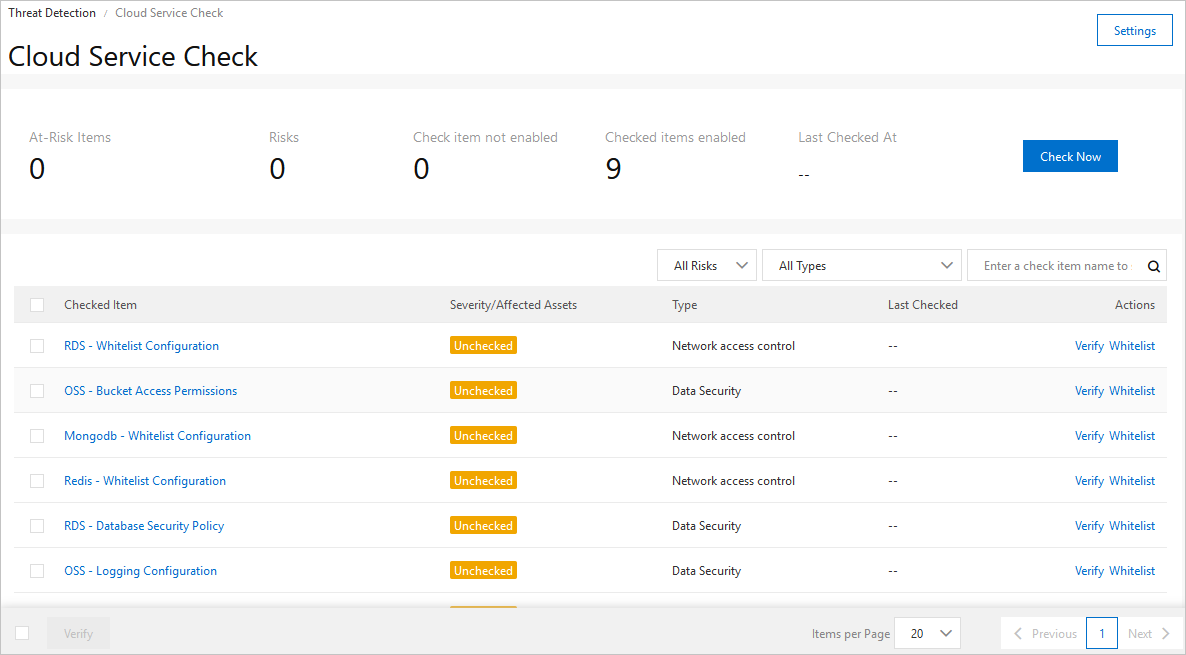 Threat Detection / Cloud Service Check
Settings
Cloud Service Check
At-Risk Items Risks Check item not enabled Checked items enabled Last Checked At
0 0 0 9 --
Check Now
All Risks All Types Enter a check item name to
Checked Item Severity/Affected Assets Type Last Checked Actions
RDS - Whitelist Configuration Unchecked Network access control -- Verify Whitelist
OSS - Bucket Access Permissions Unchecked Data Security -- Verify Whitelist
Mongodb - Whitelist Configuration Unchecked Network access control -- Verify Whitelist
Redis - Whitelist Configuration Unchecked Network access control -- Verify Whitelist
RDS - Database Security Policy Unchecked Data Security -- Verify Whitelist
OSS - Logging Configuration Unchecked Data Security -- Verify Whitelist
Verify Items per Page 20 Previous 1 Next